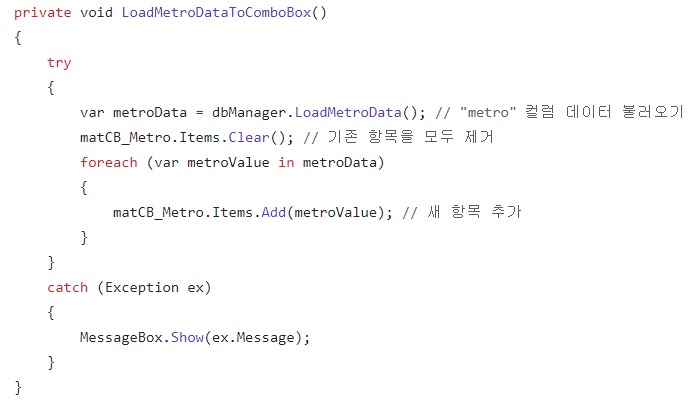 private void LoadMetroDataToComboBox()
{
    try
    {
        var metroData = dbManager.LoadMetroData(); // "metro" 컬럼 데이터 불러오기
        matCB_Metro.Items.Clear(); // 기존 항목을 모두 제거
        foreach (var metroValue in metroData)
        {
            matCB_Metro.Items.Add(metroValue); // 새 항목 추가
        }
    }
    catch (Exception ex)
    {
        MessageBox.Show(ex.Message);
    }
}